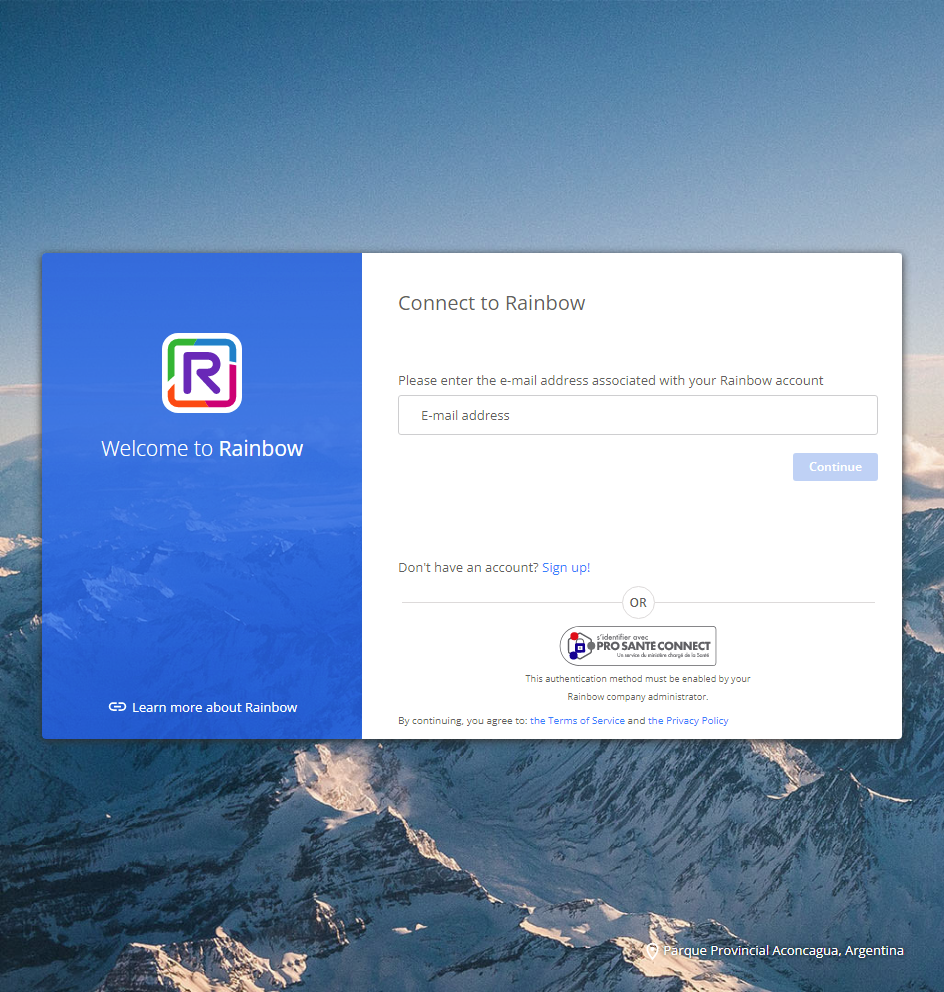 R
Welcome to Rainbow
Learn more about Rainbow
Connect to Rainbow
Please enter the e-mail address associated with your Rainbow account
E-mail address
Continue
Don't have an account? Sign up!
OR
s'identifier avec
PRO SANTE CONNECT
Un service du ministère chargé de la Santé
This authentication method must be enabled by your
Rainbow company administrator.
By continuing, you agree to: the Terms of Service and the Privacy Policy
Parque Provincial Aconcagua, Argentina